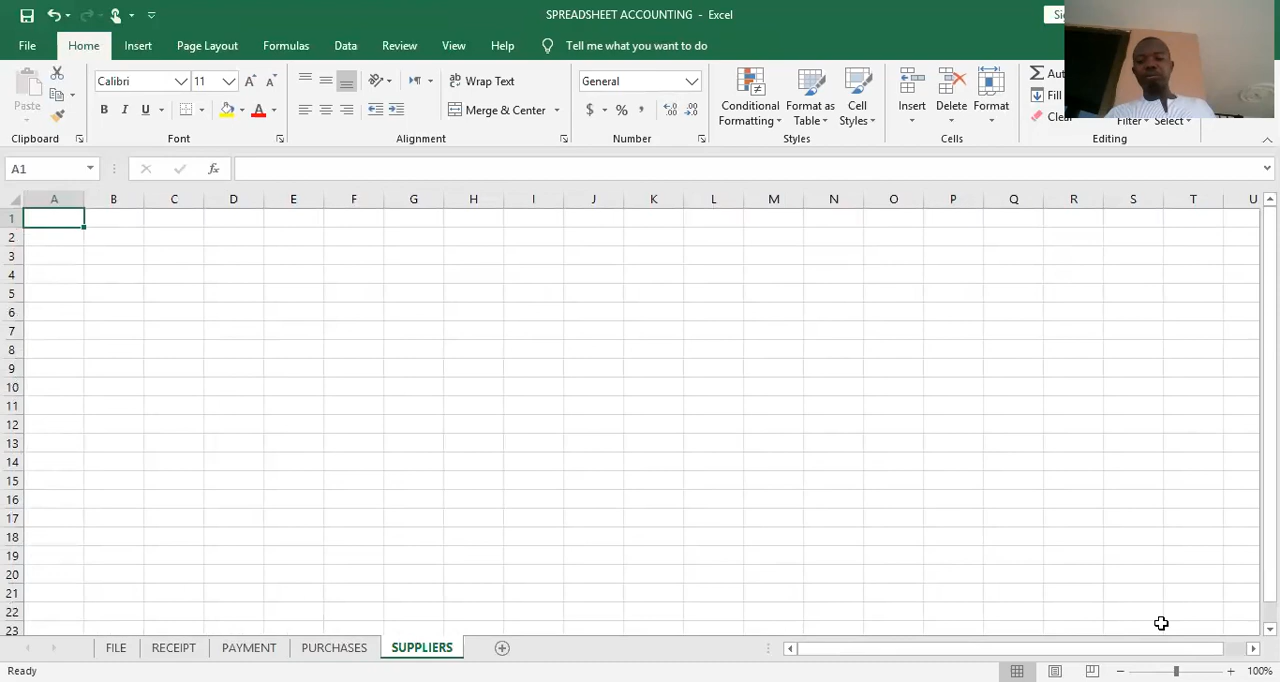 SPREADSHEET ACCOUNTING - Excel
File Home Insert Page Layout Formulas Data Review View Help Tell me what you want to do
Paste
Clipboard
Calibri 11
B I U
Font
Wrap Text
Merge & Center
Alignment
General
$ % ,
Number
Conditional Formatting
Format as Table
Cell Styles
Styles
Insert Delete Format
Cells
Σ
Fill
Clea
Filter Select
Editing
A1 fx
A B C D E F G H I J K L M N O P Q R S T U
1
2
3
4
5
6
7
8
9
10
11
12
13
14
15
16
17
18
19
20
21
22
23
FILE RECEIPT PAYMENT PURCHASES SUPPLIERS
Ready 100%